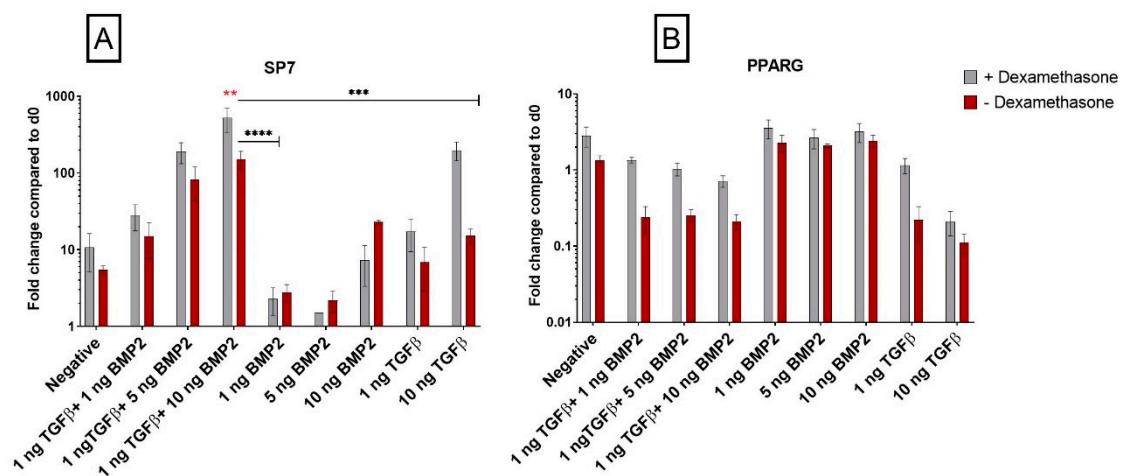 A
SP7
Fold change compared to d0
1000
100
10
1
**
***
****
Negative
1 ng TGFβ+ 1 ng BMP2
1 ngTGFβ+ 5 ng BMP2
1 ng TGFβ+ 10 ng BMP2
1 ng BMP2
5 ng BMP2
10 ng BMP2
1 ng TGFβ
10 ng TGFβ
B
PPARG
Fold change compared to d0
10
1
0.1
0.01
Negative
1 ng TGFβ+ 1 ng BMP2
1 ngTGFβ+ 5 ng BMP2
1 ng TGFβ+ 10 ng BMP2
1 ng BMP2
5 ng BMP2
10 ng BMP2
1 ng TGFβ
10 ng TGFβ
+ Dexamethasone
- Dexamethasone